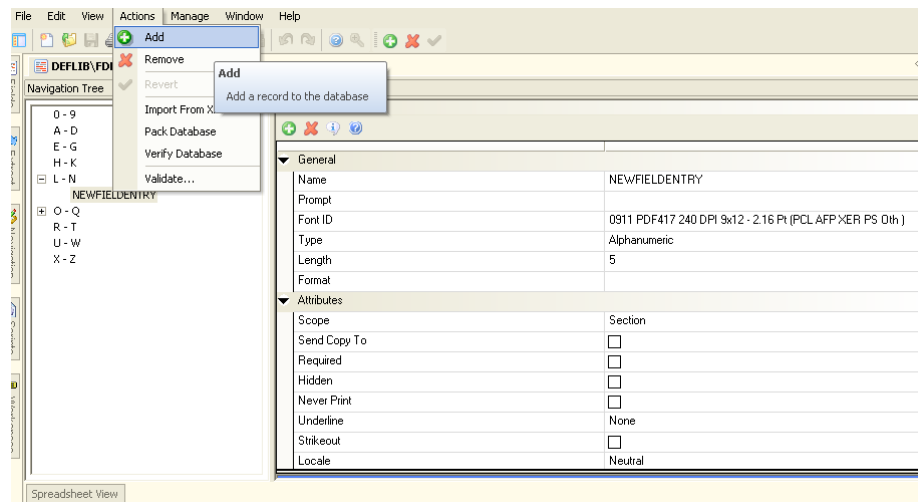 File Edit View Actions Manage Window Help
Add
Remove
Revert
Import From X
Pack Database
Verify Database
Validate...
Add
Add a record to the database
DEFLIB\FD
Navigation Tree
0 - 9
A - D
E - G
H - K
L - N
NEWFIELDENTRY
O - Q
R - T
U - W
X - Z
General
Name NEWFIELDENTRY
Prompt
Font ID 0911 PDF417 240 DPI 9x12 - 2.16 Pt (PCL AFP XER PS Oth )
Type Alphanumeric
Length 5
Format
Attributes
Scope Section
Send Copy To
Required
Hidden
Never Print
Underline None
Strikeout
Locale Neutral
Spreadsheet View